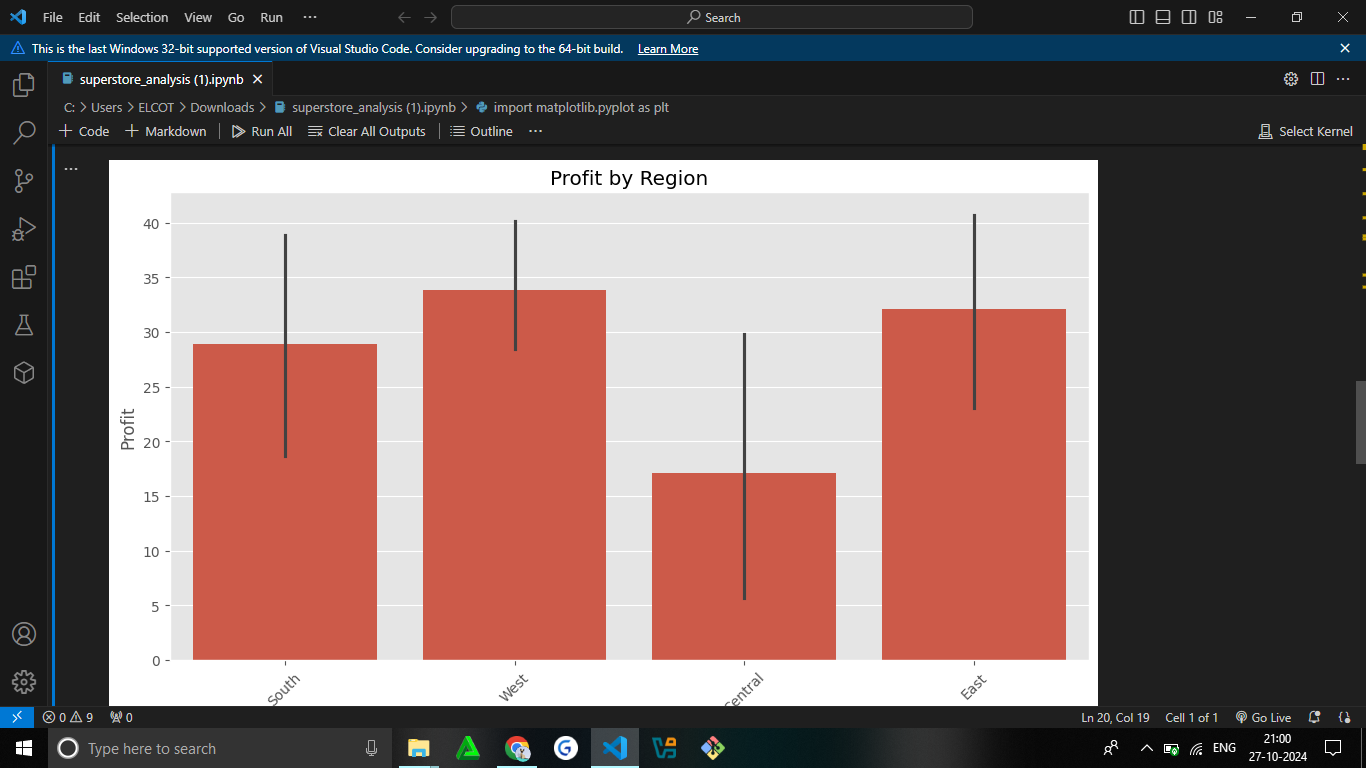 File Edit Selection View Go Run ··· Search
This is the last Windows 32-bit supported version of Visual Studio Code. Consider upgrading to the 64-bit build. Learn More
superstore_analysis (1).ipynb
C: > Users > ELCOT > Downloads > superstore_analysis (1).ipynb > import matplotlib.pyplot as plt
+ Code + Markdown Run All Clear All Outputs Outline ··· Select Kernel
Profit by Region
40
35
30
25
20
15
10
5
0
Profit
South West Central East
0 9 0 Ln 20, Col 19 Cell 1 of 1 Go Live
Type here to search
ENG
21:00
27-10-2024